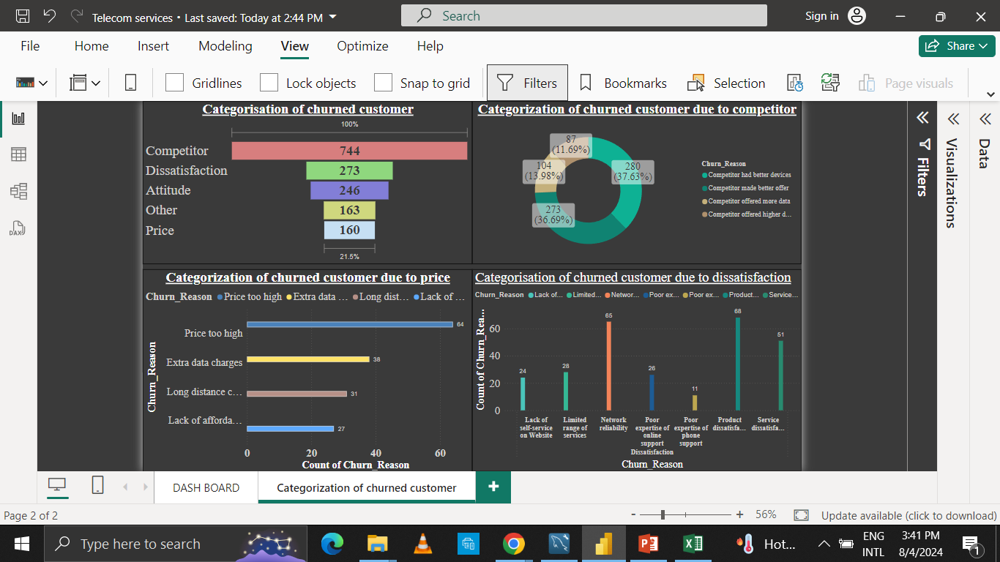 Telecom services • Last saved: Today at 2:44 PM
Search
Sign in
File Home Insert Modeling View Optimize Help
Share
Gridlines Lock objects Snap to grid Filters Bookmarks Selection Page visuals
Categorisation of churned customer
100%
Competitor 744
Dissatisfaction 273
Attitude 246
Other 163
Price 160
21.5%
Categorization of churned customer due to competitor
87
(11.69%)
104
(13.98%)
280
(37.63%)
273
(36.69%)
Churn_Reason
Competitor had better devices
Competitor made better offer
Competitor offered more data
Competitor offered higher d...
Categorization of churned customer due to price
Churn_Reason Price too high Extra data ... Long dist... Lack of ...
Churn_Reason
Price too high 64
Extra data charges 38
Long distance c... 31
Lack of afforda... 27
0 20 40 60
Count of Churn_Reason
Categorisation of churned customer due to dissatisfaction
Churn_Reason Lack of... Limited... Networ... Poor ex... Poor ex... Product... Service...
Count of Churn_Rea...
60
40
20
0
24 28 65 26 11 68 51
Lack of self-service on Website
Limited range of services
Network reliability
Poor expertise of online support
Poor expertise of phone support
Product dissatisfa...
Service dissatisfa...
Dissatisfaction
Churn_Reason
Filters
Visualizations
Data
DAX
DASH BOARD
Categorization of churned customer
+
Page 2 of 2
- + 56%
Update available (click to download)
Type here to search
Hot...
ENG
INTL
3:41 PM
8/4/2024
1